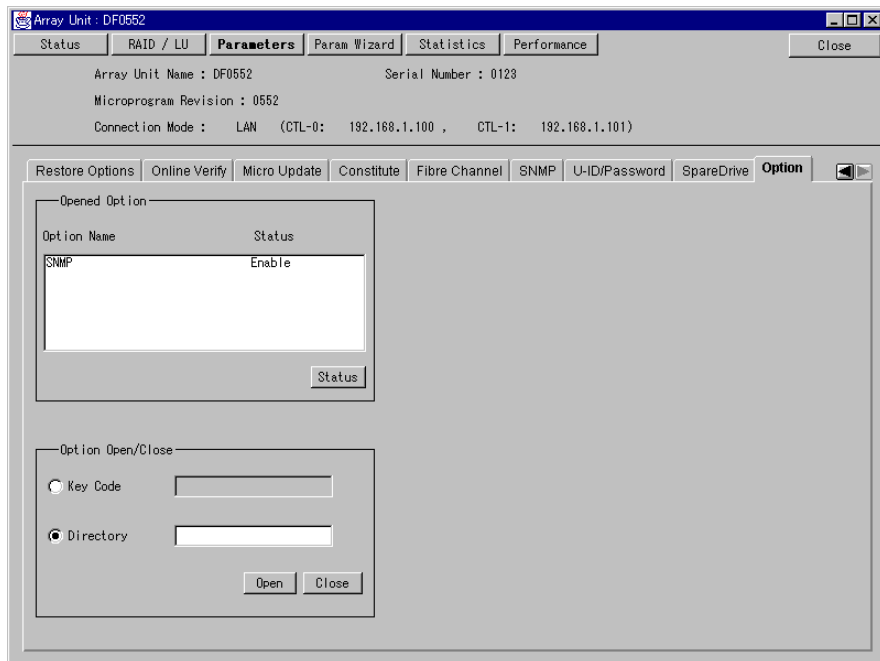 Array Unit : DF0552
Status RAID / LU Parameters Param Wizard Statistics Performance Close
Array Unit Name : DF0552 Serial Number : 0123
Microprogram Revision : 0552
Connection Mode : LAN (CTL-0: 192.168.1.100 , CTL-1: 192.168.1.101)
Restore Options Online Verify Micro Update Constitute Fibre Channel SNMP U-ID/Password SpareDrive Option
Opened Option
Option Name Status
SNMP Enable
Status
Option Open/Close
Key Code
Directory
Open Close